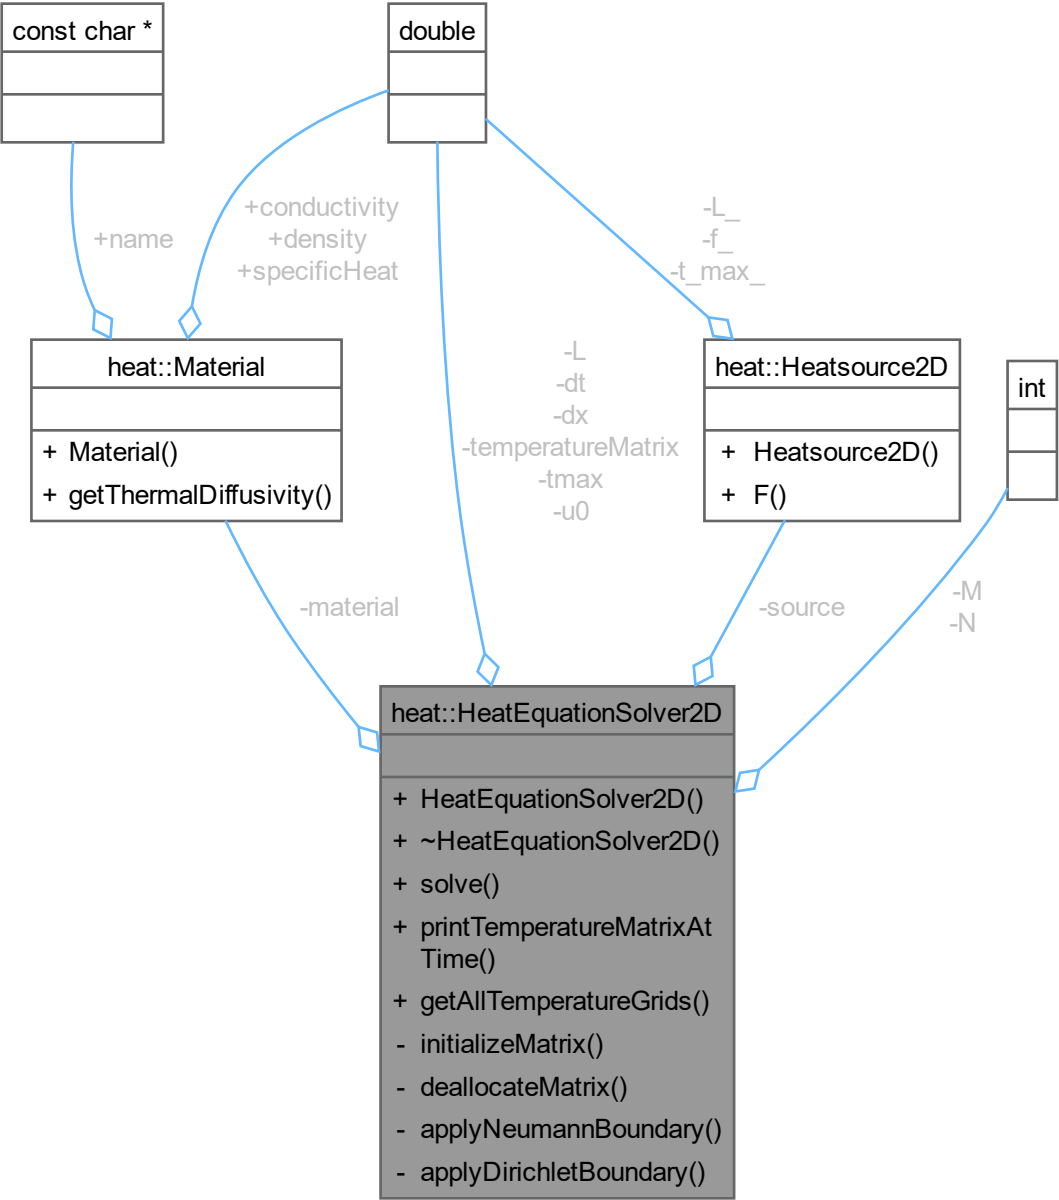 const char *
double
+name
+conductivity
+density
+specificHeat
-L_
-f_
-t_max_
heat::Material
+ Material()
+ getThermalDiffusivity()
-L
-dt
-dx
-temperatureMatrix
-tmax
-u0
heat::Heatsource2D
+ Heatsource2D()
+ F()
int
-material
-source
-M
-N
heat::HeatEquationSolver2D
+ HeatEquationSolver2D()
+ ~HeatEquationSolver2D()
+ solve()
+ printTemperatureMatrixAt
Time()
+ getAllTemperatureGrids()
- initializeMatrix()
- deallocateMatrix()
- applyNeumannBoundary()
- applyDirichletBoundary()